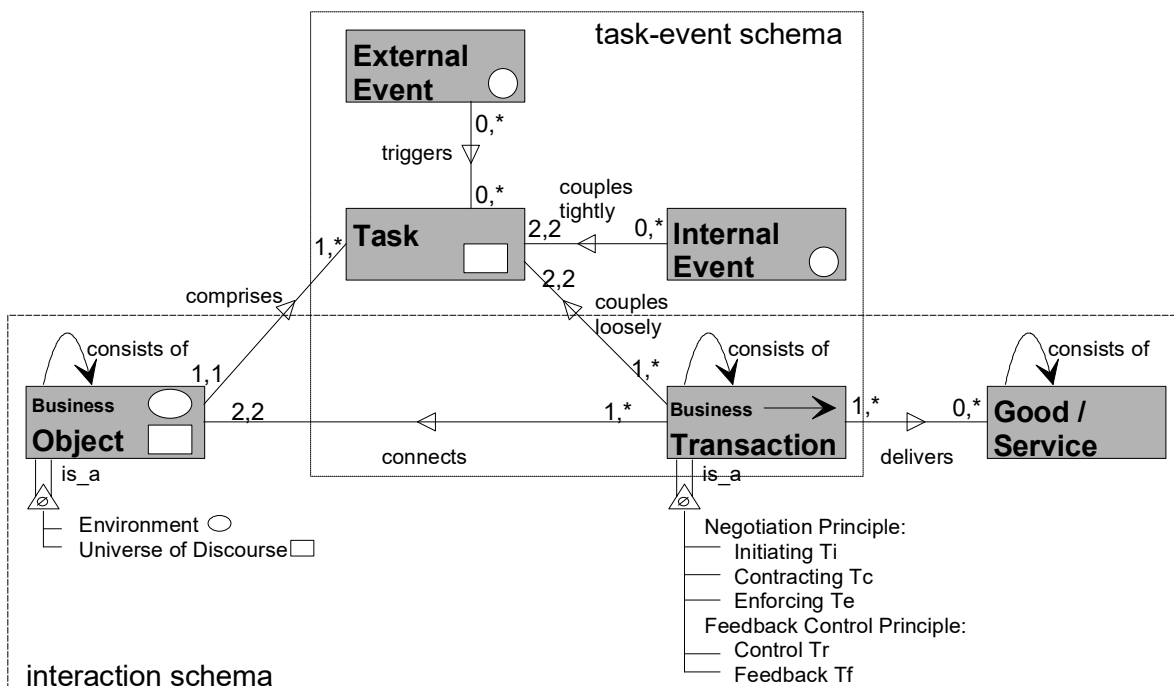 task-event schema
External
Event
0,*
triggers
0,*
couples
tightly
Task
2,2
0,*
Internal
Event
1,*
2,2
comprises
couples
loosely
consists of
consists of
consists of
1,1
1,*
Business
Object
2,2
1,*
Business
Transaction
1,*
0,*
Good /
Service
connects
delivers
is_a
is_a
Environment
Universe of Discourse
Negotiation Principle:
Initiating Ti
Contracting Tc
Enforcing Te
Feedback Control Principle:
Control Tr
Feedback Tf
interaction schema